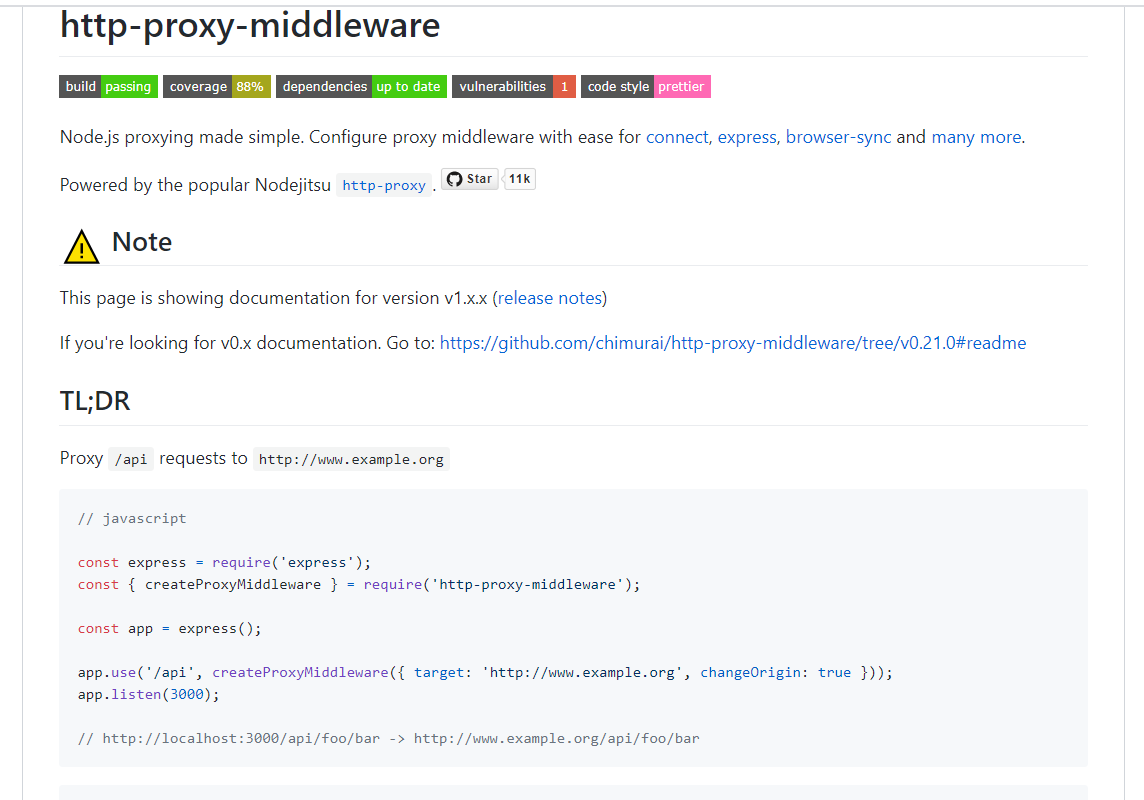 http-proxy-middleware
build passing coverage 88% dependencies up to date vulnerabilities 1 code style prettier
Node.js proxying made simple. Configure proxy middleware with ease for connect, express, browser-sync and many more.
Powered by the popular Nodejitsu http-proxy. Star 11k
Note
This page is showing documentation for version v1.x.x (release notes)
If you're looking for v0.x documentation. Go to: https://github.com/chimurai/http-proxy-middleware/tree/v0.21.0#readme
TL;DR
Proxy /api requests to http://www.example.org
// javascript
const express = require('express');
const { createProxyMiddleware } = require('http-proxy-middleware');
const app = express();
app.use('/api', createProxyMiddleware({ target: 'http://www.example.org', changeOrigin: true }));
app.listen(3000);
// http://localhost:3000/api/foo/bar -> http://www.example.org/api/foo/bar